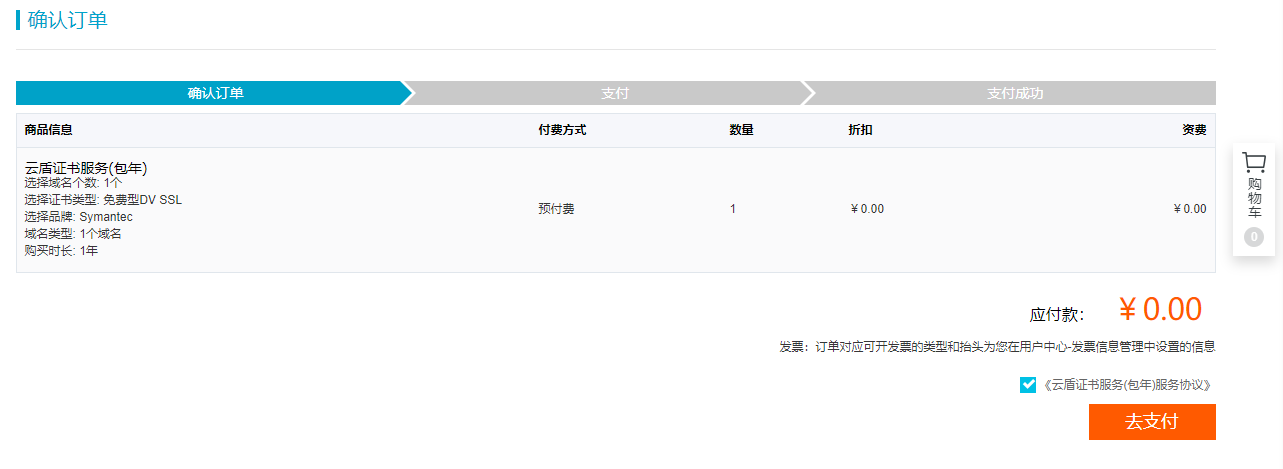 确认订单
确认订单 支付 支付成功
商品信息 付费方式 数量 折扣 资费
云盾证书服务(包年)
选择域名个数: 1个
选择证书类型: 免费型DV SSL
选择品牌: Symantec
域名类型: 1个域名
购买时长: 1年
预付费 1 ￥0.00 ￥0.00
购物车
0
应付款： ￥0.00
发票：订单对应可开发票的类型和抬头为您在用户中心-发票信息管理中设置的信息
《云盾证书服务(包年)服务协议》
去支付